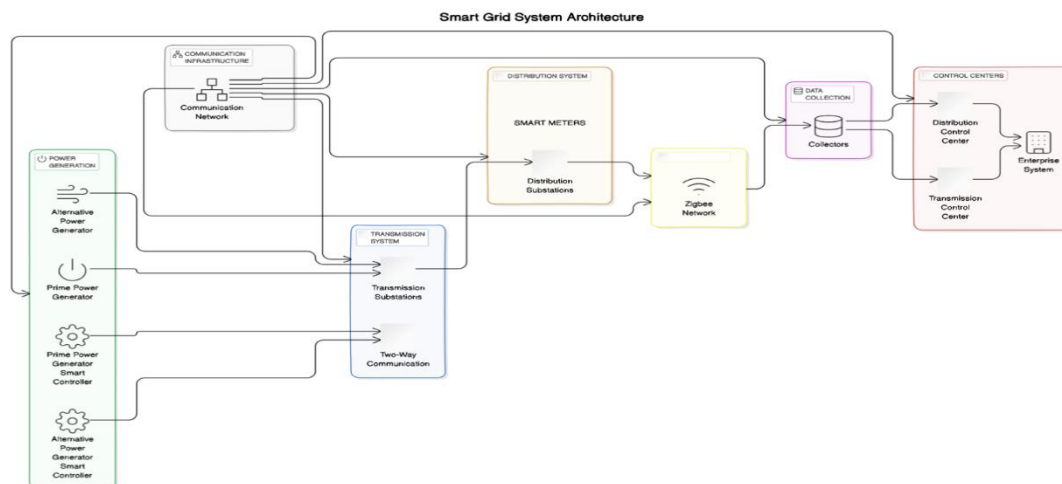 Smart Grid System Architecture
COMMUNICATION
INFRASTRUCTURE
Communication
Network
DISTRIBUTION SYSTEM
SMART METERS
Distribution
Substations
DATA
COLLECTION
Collectors
CONTROL CENTERS
Distribution
Control
Center
Enterprise
System
Transmission
Control
Center
Zigbee
Network
POWER
GENERATION
Alternative
Power
Generator
Prime Power
Generator
Prime Power
Generator
Smart
Controller
Alternative
Power
Generator
Smart
Controller
TRANSMISSION
SYSTEM
Transmission
Substations
Two-Way
Communication